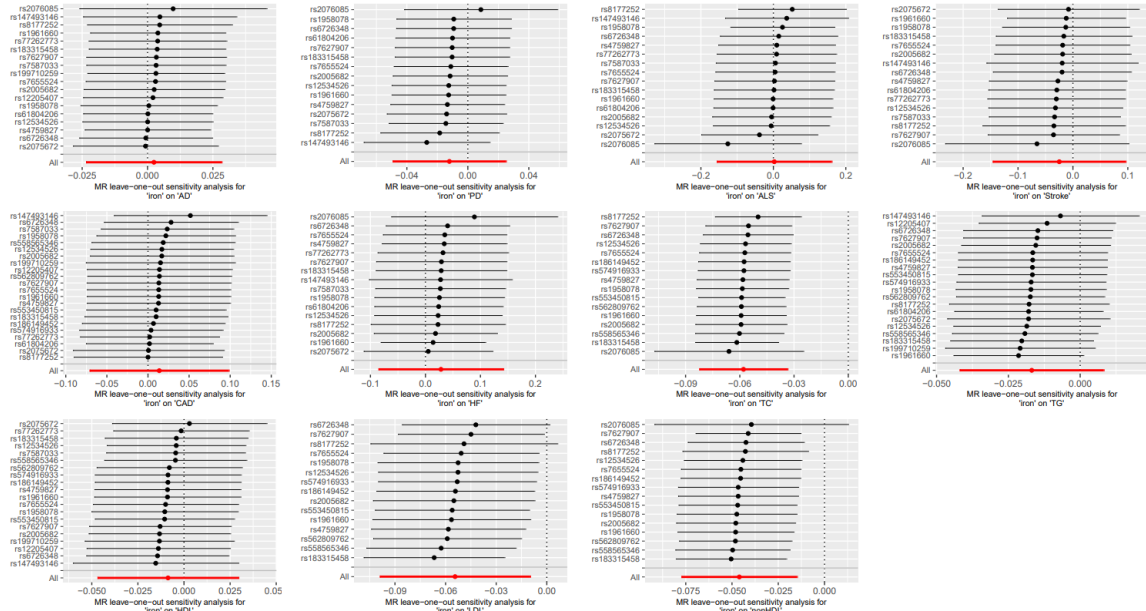 rs2076085
rs147493146
rs8177252
rs1961660
rs77262773
rs183315458
rs7627907
rs7587033
rs199710259
rs7655524
rs2005682
rs12205407
rs1958078
rs61804206
rs12534526
rs4759827
rs6726348
rs2075672
All
−0.025
0.000
0.025
MR leave−one−out sensitivity analysis for
'iron' on 'AD'
rs2076085
rs1958078
rs6726348
rs61804206
rs7627907
rs183315458
rs7655524
rs2005682
rs12534526
rs1961660
rs4759827
rs2075672
rs7587033
rs8177252
rs147493146
All
−0.04
0.00
0.04
MR leave−one−out sensitivity analysis for
'iron' on 'PD'
rs8177252
rs147493146
rs1958078
rs6726348
rs4759827
rs77262773
rs7587033
rs7655524
rs7627907
rs183315458
rs1961660
rs61804206
rs2005682
rs12534526
rs2075672
rs2076085
All
−0.2
0.0
0.2
MR leave−one−out sensitivity analysis for
'iron' on 'ALS'
rs2075672
rs1961660
rs1958078
rs183315458
rs7655524
rs2005682
rs147493146
rs6726348
rs4759827
rs61804206
rs77262773
rs12534526
rs7587033
rs8177252
rs7627907
rs2076085
All
−0.2
−0.1
0.0
0.1
MR leave−one−out sensitivity analysis for
'iron' on 'Stroke'
rs147493146
rs6726348
rs7587033
rs1958078
rs558565346
rs12534526
rs2005682
rs199710259
rs12205407
rs562809762
rs7627907
rs7655524
rs1961660
rs4759827
rs553450815
rs183315458
rs186149452
rs574916933
rs77262773
rs61804206
rs2075672
rs8177252
All
−0.10
−0.05
0.00
0.05
0.10
0.15
MR leave−one−out sensitivity analysis for
'iron' on 'CAD'
rs2076085
rs6726348
rs7655524
rs4759827
rs77262773
rs7627907
rs183315458
rs147493146
rs7587033
rs1958078
rs61804206
rs12534526
rs8177252
rs2005682
rs1961660
rs2075672
All
−0.1
0.0
0.1
0.2
MR leave−one−out sensitivity analysis for
'iron' on 'HF'
rs8177252
rs7627907
rs6726348
rs12534526
rs7655524
rs186149452
rs574916933
rs4759827
rs1958078
rs553450815
rs562809762
rs1961660
rs2005682
rs558565346
rs183315458
rs2076085
All
−0.09
−0.06
−0.03
0.00
MR leave−one−out sensitivity analysis for
'iron' on 'TC'
rs147493146
rs12205407
rs6726348
rs7627907
rs2005682
rs7655524
rs186149452
rs4759827
rs553450815
rs574916933
rs1958078
rs562809762
rs8177252
rs61804206
rs2075672
rs12534526
rs558565346
rs183315458
rs199710259
rs1961660
All
−0.050
−0.025
0.000
MR leave−one−out sensitivity analysis for
'iron' on 'TG'
rs2075672
rs77262773
rs183315458
rs12534526
rs7587033
rs558565346
rs562809762
rs574916933
rs186149452
rs4759827
rs1961660
rs7655524
rs1958078
rs553450815
rs7627907
rs2005682
rs199710259
rs12205407
rs6726348
rs147493146
All
−0.050
−0.025
0.000
0.025
0.050
MR leave−one−out sensitivity analysis for
'iron' on 'HDL'
rs6726348
rs7627907
rs8177252
rs7655524
rs1958078
rs12534526
rs574916933
rs186149452
rs2005682
rs553450815
rs1961660
rs4759827
rs562809762
rs558565346
rs183315458
All
−0.09
−0.06
−0.03
0.00
MR leave−one−out sensitivity analysis for
'iron' on 'LDL'
rs2076085
rs7627907
rs6726348
rs8177252
rs12534526
rs7655524
rs186149452
rs574916933
rs4759827
rs553450815
rs1958078
rs2005682
rs1961660
rs562809762
rs558565346
rs183315458
All
−0.075
−0.050
−0.025
0.000
MR leave−one−out sensitivity analysis for
'iron' on 'nonHDL'